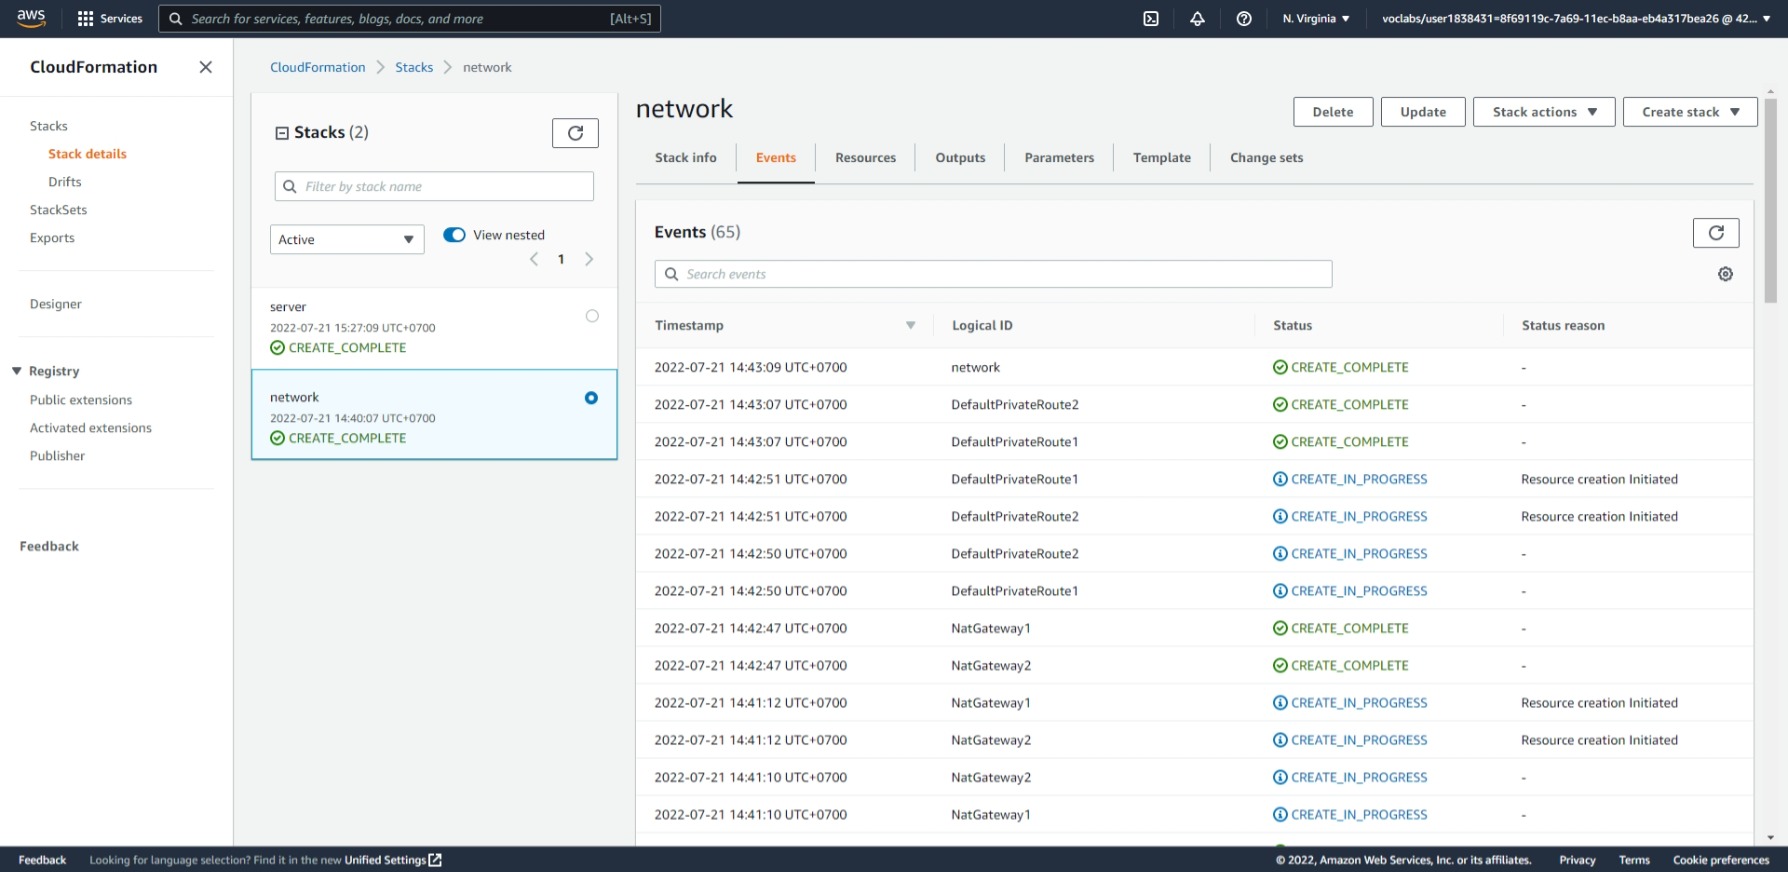 aws
Services
Search for services, features, blogs, docs, and more [Alt+S]
N. Virginia
voclabs/user1838431=8f69119c-7a69-11ec-b8aa-eb4a317bea26 @ 42...
CloudFormation
Stacks
Stack details
Drifts
StackSets
Exports
Designer
Registry
Public extensions
Activated extensions
Publisher
Feedback
CloudFormation > Stacks > network
Stacks (2)
Filter by stack name
Active
View nested
1
server
2022-07-21 15:27:09 UTC+0700
CREATE_COMPLETE
network
2022-07-21 14:40:07 UTC+0700
CREATE_COMPLETE
network
Delete
Update
Stack actions
Create stack
Stack info
Events
Resources
Outputs
Parameters
Template
Change sets
Events (65)
Search events
Timestamp Logical ID Status Status reason
2022-07-21 14:43:09 UTC+0700 network CREATE_COMPLETE -
2022-07-21 14:43:07 UTC+0700 DefaultPrivateRoute2 CREATE_COMPLETE -
2022-07-21 14:43:07 UTC+0700 DefaultPrivateRoute1 CREATE_COMPLETE -
2022-07-21 14:42:51 UTC+0700 DefaultPrivateRoute1 CREATE_IN_PROGRESS Resource creation Initiated
2022-07-21 14:42:51 UTC+0700 DefaultPrivateRoute2 CREATE_IN_PROGRESS Resource creation Initiated
2022-07-21 14:42:50 UTC+0700 DefaultPrivateRoute2 CREATE_IN_PROGRESS -
2022-07-21 14:42:50 UTC+0700 DefaultPrivateRoute1 CREATE_IN_PROGRESS -
2022-07-21 14:42:47 UTC+0700 NatGateway1 CREATE_COMPLETE -
2022-07-21 14:42:47 UTC+0700 NatGateway2 CREATE_COMPLETE -
2022-07-21 14:41:12 UTC+0700 NatGateway1 CREATE_IN_PROGRESS Resource creation Initiated
2022-07-21 14:41:12 UTC+0700 NatGateway2 CREATE_IN_PROGRESS Resource creation Initiated
2022-07-21 14:41:10 UTC+0700 NatGateway2 CREATE_IN_PROGRESS -
2022-07-21 14:41:10 UTC+0700 NatGateway1 CREATE_IN_PROGRESS -
Feedback
Looking for language selection? Find it in the new Unified Settings
© 2022, Amazon Web Services, Inc. or its affiliates.
Privacy
Terms
Cookie preferences